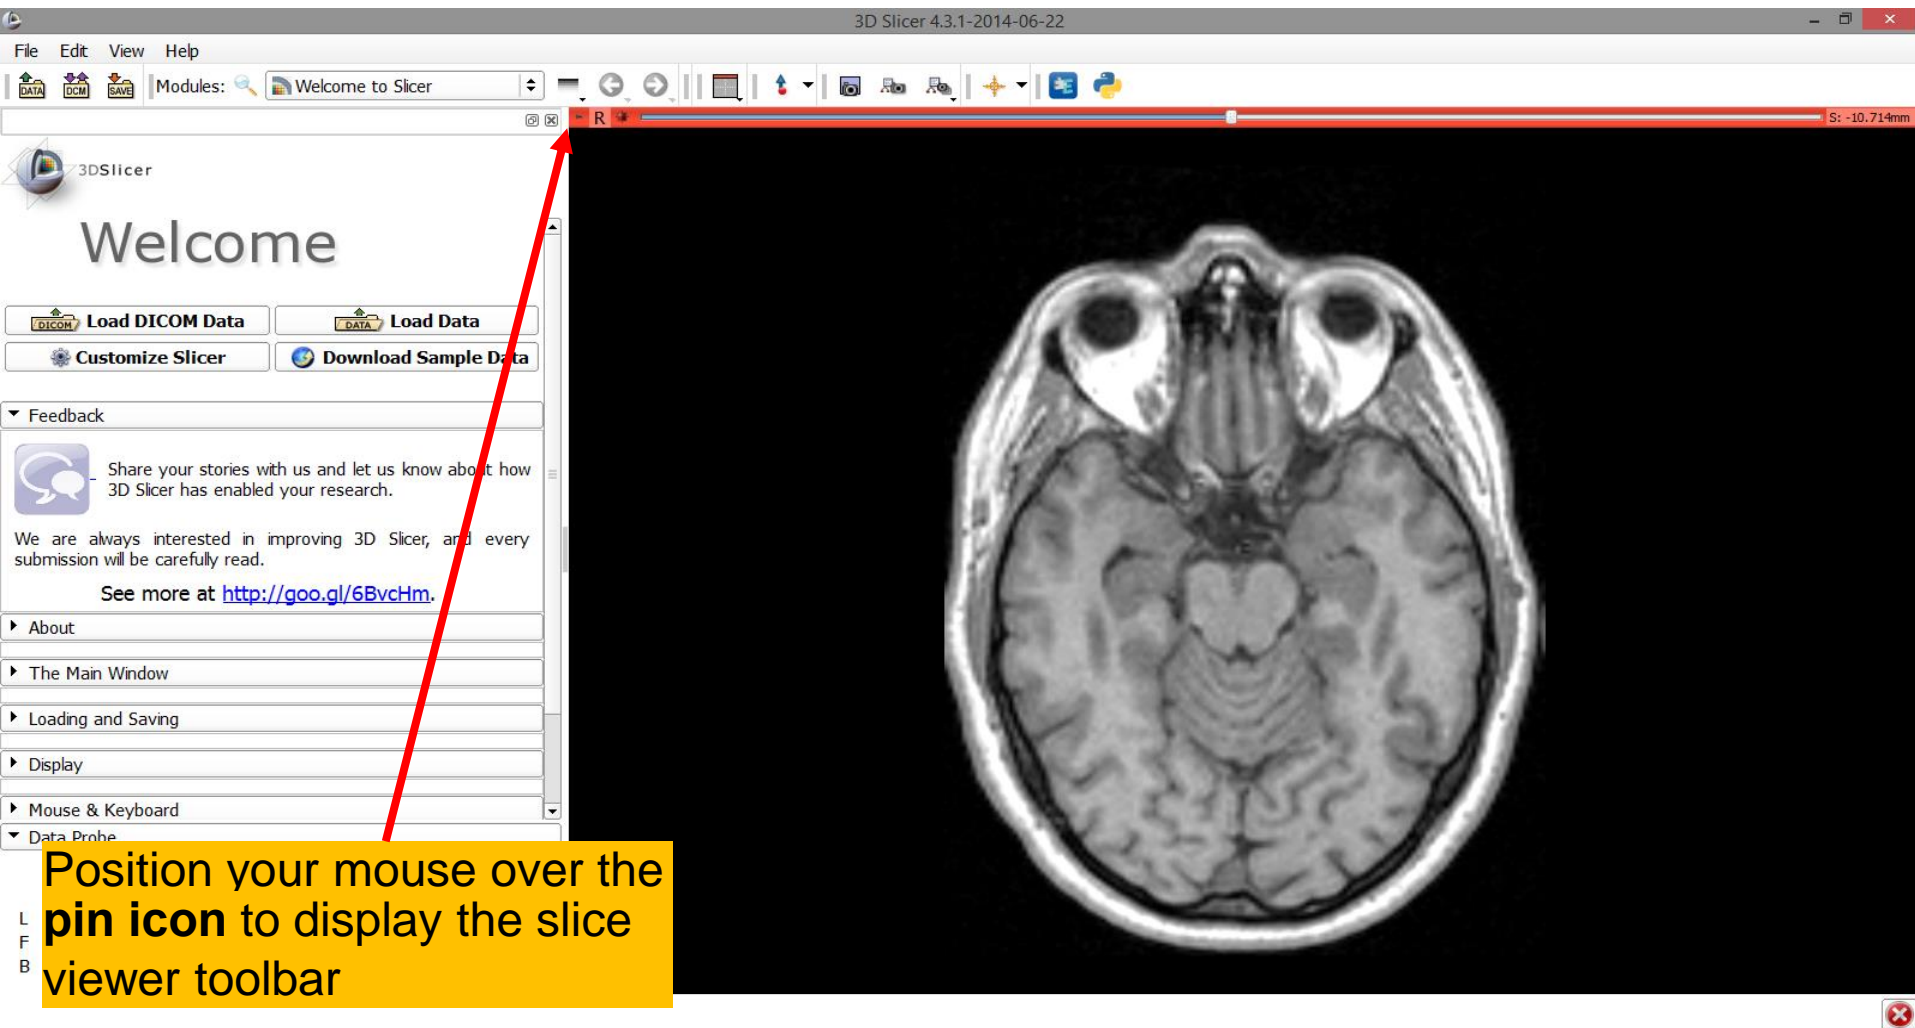 3D Slicer 4.3.1-2014-06-22
File Edit View Help
DATA DCM SAVE Modules: Welcome to Slicer
R S: -10.714mm
3DSlicer
Welcome
DICOM Load DICOM Data DATA Load Data
Customize Slicer Download Sample Data
Feedback
Share your stories with us and let us know about how
3D Slicer has enabled your research.
We are always interested in improving 3D Slicer, and every
submission will be carefully read.
See more at http://goo.gl/6BvcHm.
About
The Main Window
Loading and Saving
Display
Mouse & Keyboard
Data Probe
Position your mouse over the
pin icon to display the slice
viewer toolbar
L
F
B